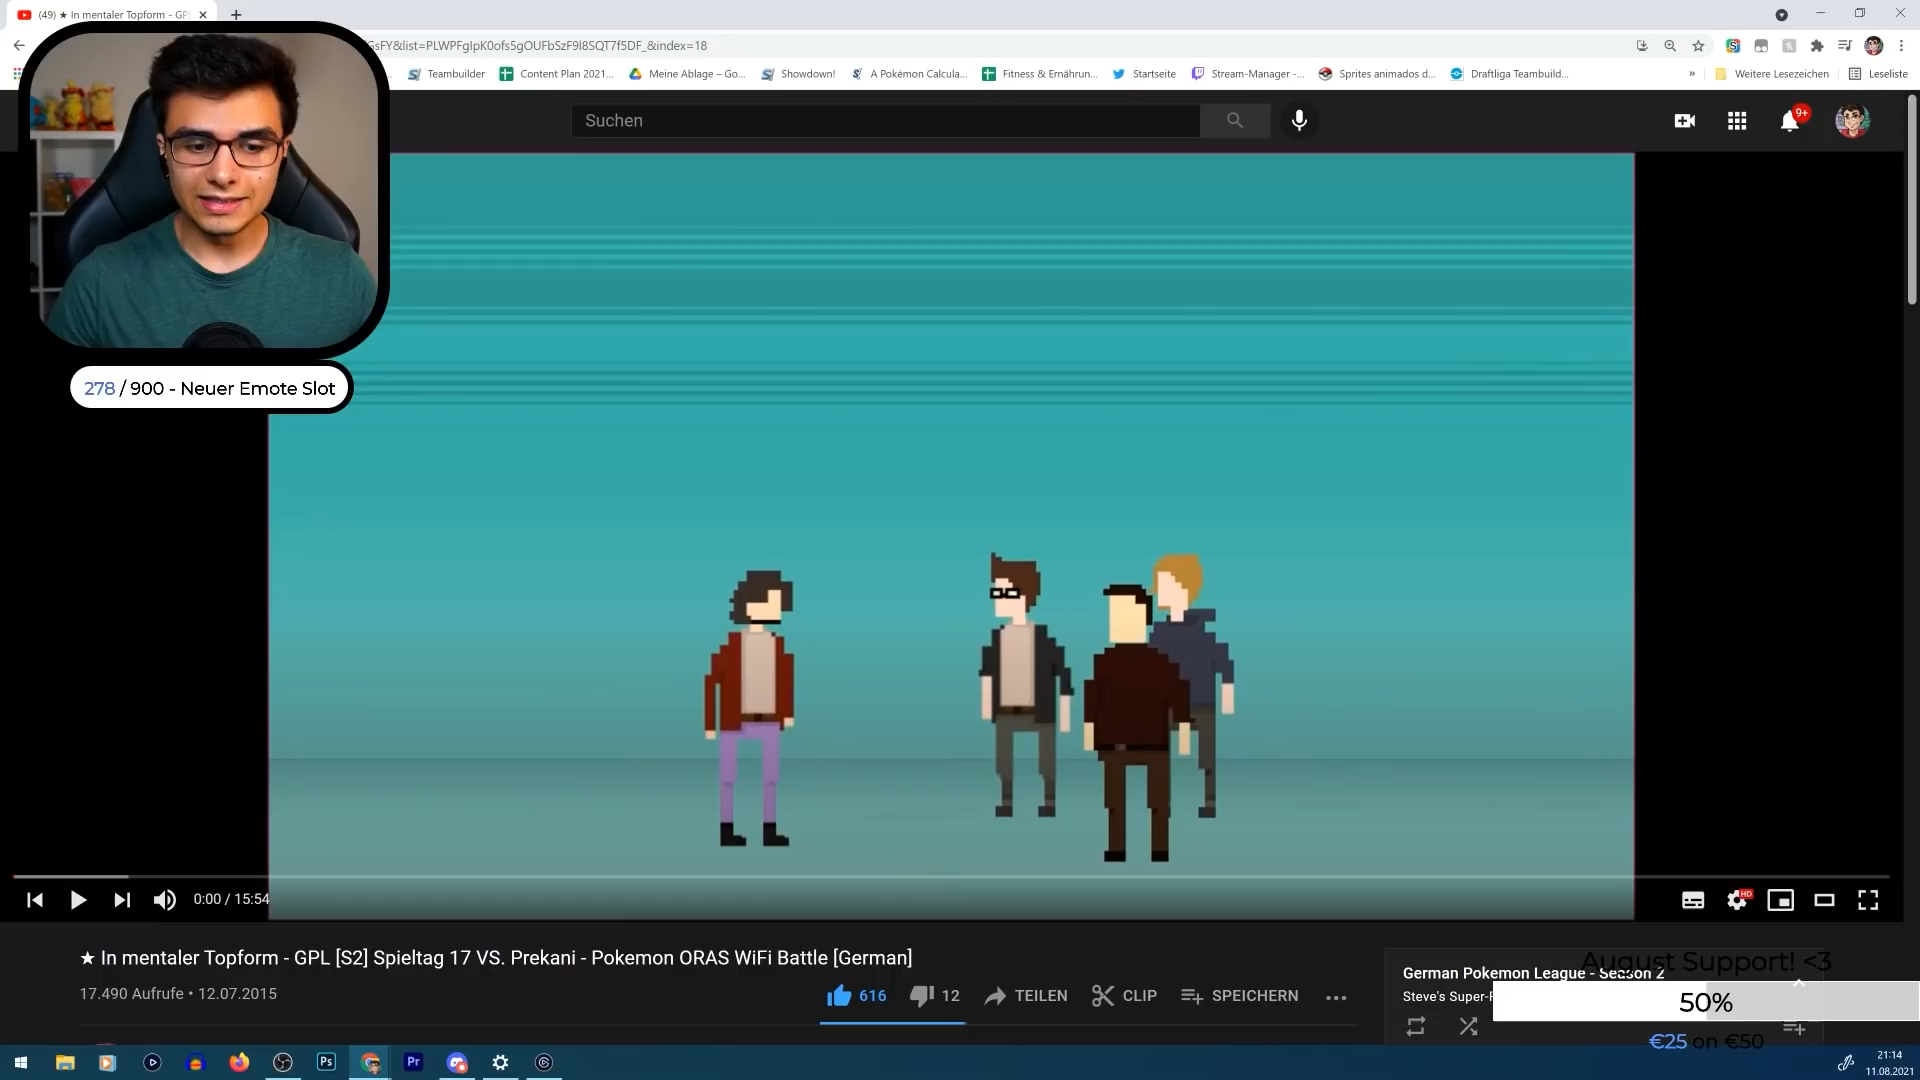 (49) ★ In mentaler Topform - GPL
GsFY&list=PLWPFgIpK0ofs5gOUFbSzF9I8SQT7f5DF_&index=18
Teambuilder
Content Plan 2021...
Meine Ablage – Go...
Showdown!
A Pokémon Calcula...
Fitness & Ernährun...
Startseite
Stream-Manager -...
Sprites animados d...
Draftliga Teambuild...
»
Weitere Lesezeichen
Leseliste
Suchen
9+
278 / 900 - Neuer Emote Slot
0:00 / 15:54
HD
★ In mentaler Topform - GPL [S2] Spieltag 17 VS. Prekani - Pokemon ORAS WiFi Battle [German]
17.490 Aufrufe • 12.07.2015
616
12
TEILEN
CLIP
SPEICHERN
August Support! <3
German Pokemon League - Season 2
Steve's Super-
50%
€25 on €50
Ps
Pr
21:14
11.08.2021